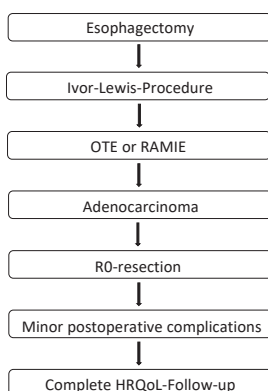 Esophagectomy
Ivor-Lewis-Procedure
OTE or RAMIE
Adenocarcinoma
R0-resection
Minor postoperative complications
Complete HRQoL-Follow-up